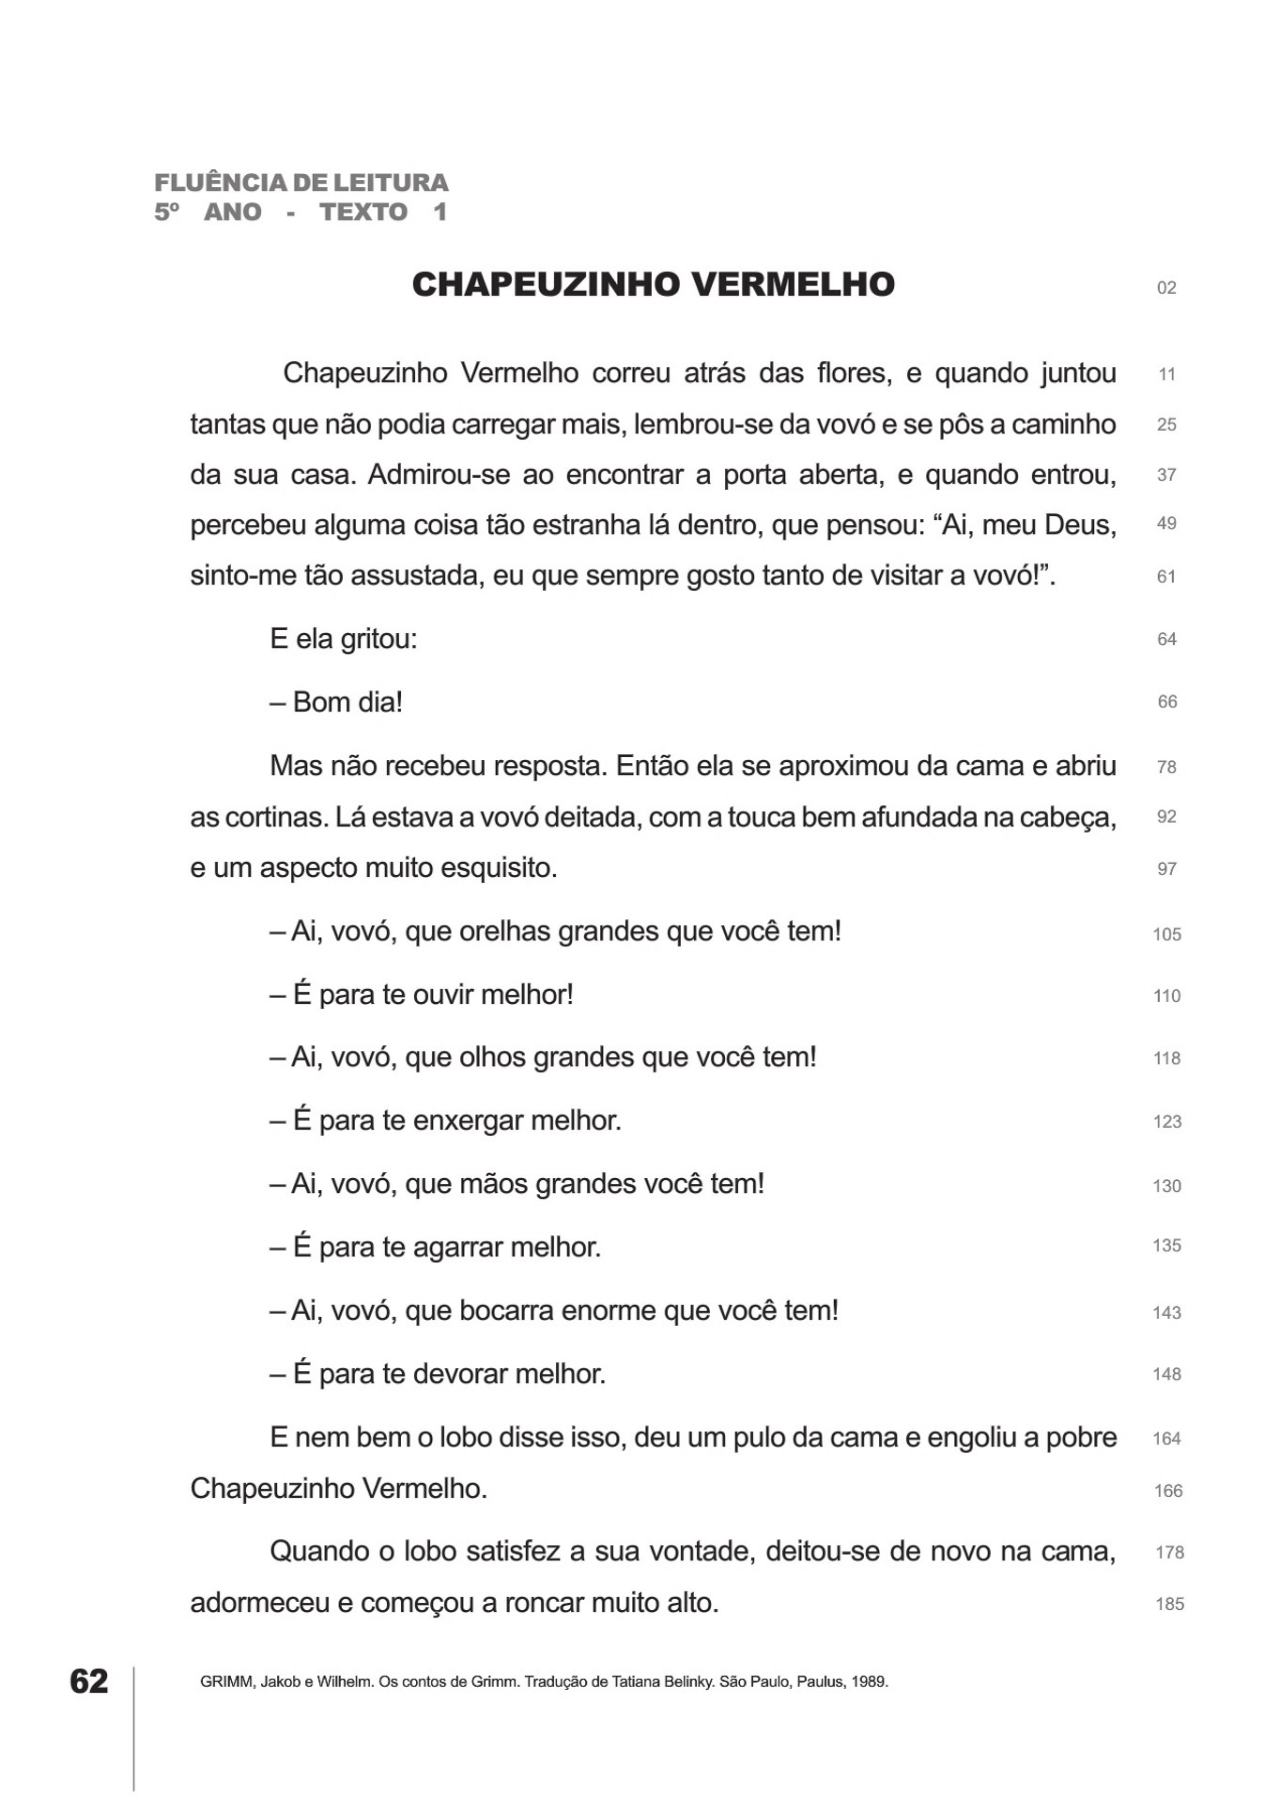 FLUÊNCIA DE LEITURA
5º ANO - TEXTO 1
CHAPEUZINHO VERMELHO 02
Chapeuzinho Vermelho correu atrás das flores, e quando juntou 11
tantas que não podia carregar mais, lembrou-se da vovó e se pôs a caminho 25
da sua casa. Admirou-se ao encontrar a porta aberta, e quando entrou, 37
percebeu alguma coisa tão estranha lá dentro, que pensou: “Ai, meu Deus, 49
sinto-me tão assustada, eu que sempre gosto tanto de visitar a vovó!”. 61
E ela gritou: 64
– Bom dia! 66
Mas não recebeu resposta. Então ela se aproximou da cama e abriu 78
as cortinas. Lá estava a vovó deitada, com a touca bem afundada na cabeça, 92
e um aspecto muito esquisito. 97
– Ai, vovó, que orelhas grandes que você tem! 105
– É para te ouvir melhor! 110
– Ai, vovó, que olhos grandes que você tem! 118
– É para te enxergar melhor. 123
– Ai, vovó, que mãos grandes você tem! 130
– É para te agarrar melhor. 135
– Ai, vovó, que bocarra enorme que você tem! 143
– É para te devorar melhor. 148
E nem bem o lobo disse isso, deu um pulo da cama e engoliu a pobre 164
Chapeuzinho Vermelho. 166
Quando o lobo satisfez a sua vontade, deitou-se de novo na cama, 178
adormeceu e começou a roncar muito alto. 185
62 GRIMM, Jakob e Wilhelm. Os contos de Grimm. Tradução de Tatiana Belinky. São Paulo, Paulus, 1989.